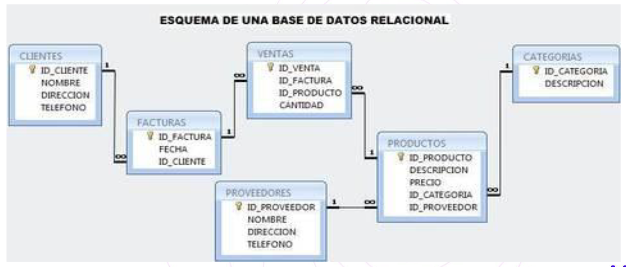 ESQUEMA DE UNA BASE DE DATOS RELACIONAL
CLIENTES
ID_CLIENTE
NOMBRE
DIRECCION
TELEFONO
1
∞
FACTURAS
ID_FACTURA
FECHA
ID_CLIENTE
1
∞
VENTAS
ID_VENTA
ID_FACTURA
ID_PRODUCTO
CANTIDAD
∞
1
PROVEEDORES
ID_PROVEEDOR
NOMBRE
DIRECCION
TELEFONO
1
∞
PRODUCTOS
ID_PRODUCTO
DESCRIPCION
PRECIO
ID_CATEGORIA
ID_PROVEEDOR
∞
1
CATEGORIAS
ID_CATEGORIA
DESCRIPCION